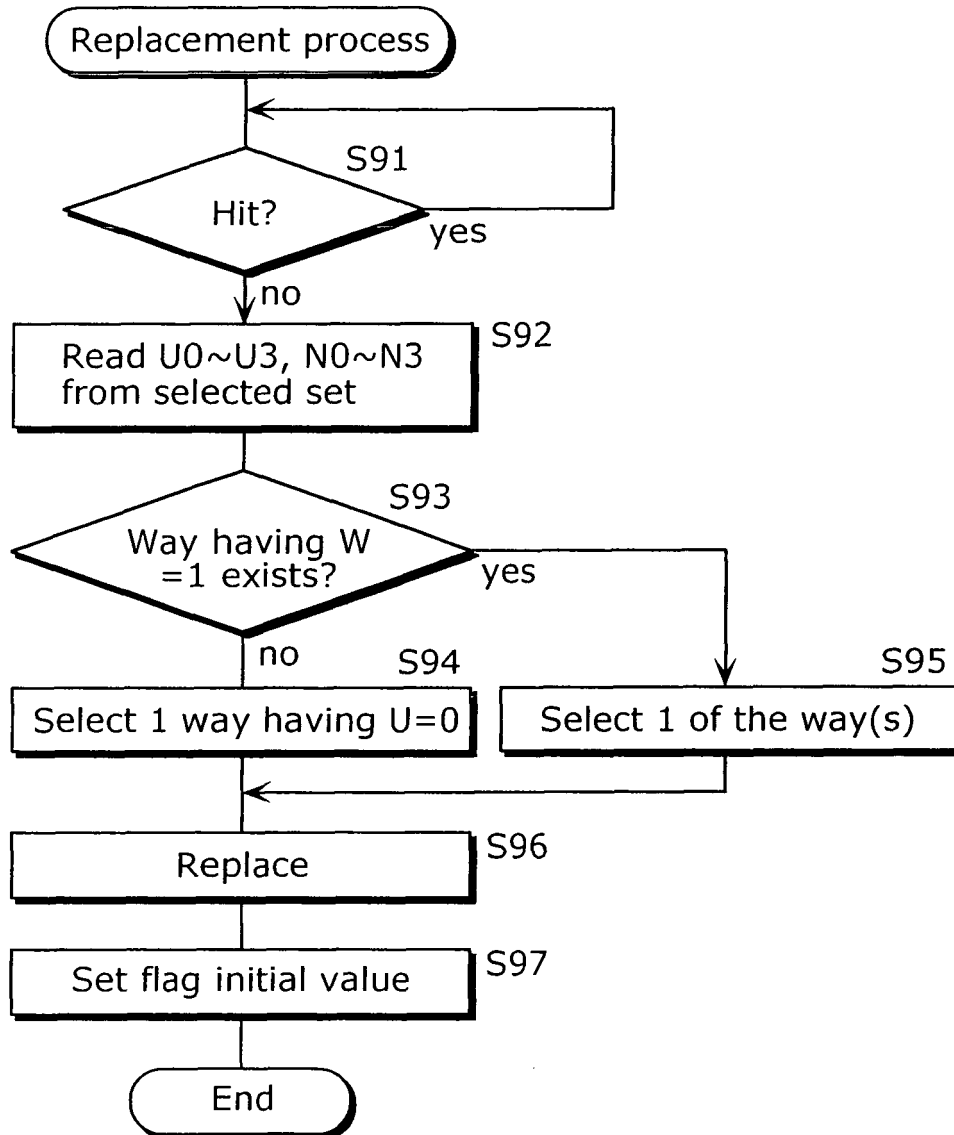 Replacement process
S91
Hit?
yes
no
S92
Read U0~U3, N0~N3
from selected set
S93
Way having W
=1 exists?
yes
no
S94
S95
Select 1 way having U=0
Select 1 of the way(s)
Replace
S96
Set flag initial value
S97
End